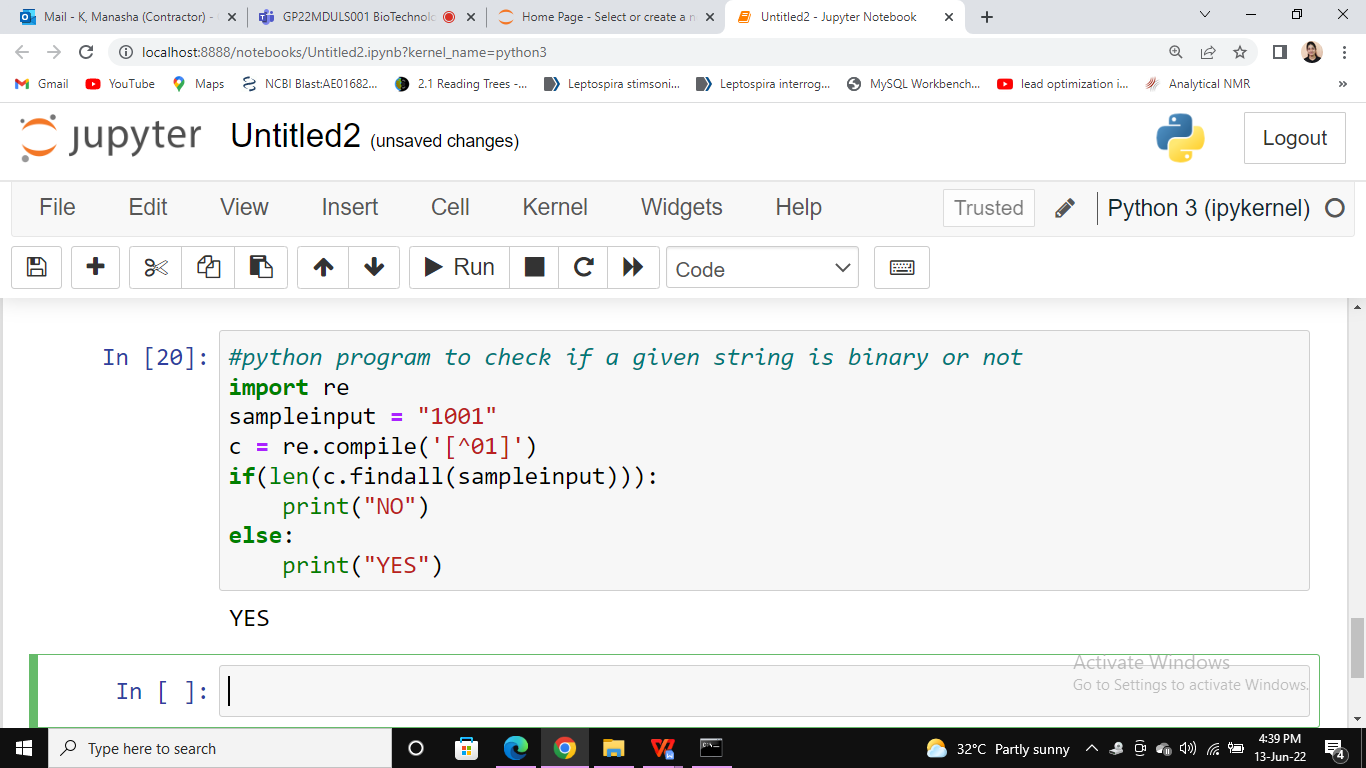 Mail - K, Manasha (Contractor) -
GP22MDULS001 BioTechnolo
Home Page - Select or create a n
Untitled2 - Jupyter Notebook
localhost:8888/notebooks/Untitled2.ipynb?kernel_name=python3
Gmail YouTube Maps NCBI Blast:AE01682... 2.1 Reading Trees -... Leptospira stimsoni... Leptospira interrog... MySQL Workbench... lead optimization i... Analytical NMR »
jupyter Untitled2 (unsaved changes) Logout
File Edit View Insert Cell Kernel Widgets Help Trusted Python 3 (ipykernel)
Run Code
In [20]: #python program to check if a given string is binary or not
import re
sampleinput = "1001"
c = re.compile('[^01]')
if(len(c.findall(sampleinput))):
    print("NO")
else:
    print("YES")
YES
Activate Windows
Go to Settings to activate Windows.
In [ ]:
Type here to search
32°C Partly sunny
4:39 PM
13-Jun-22
4